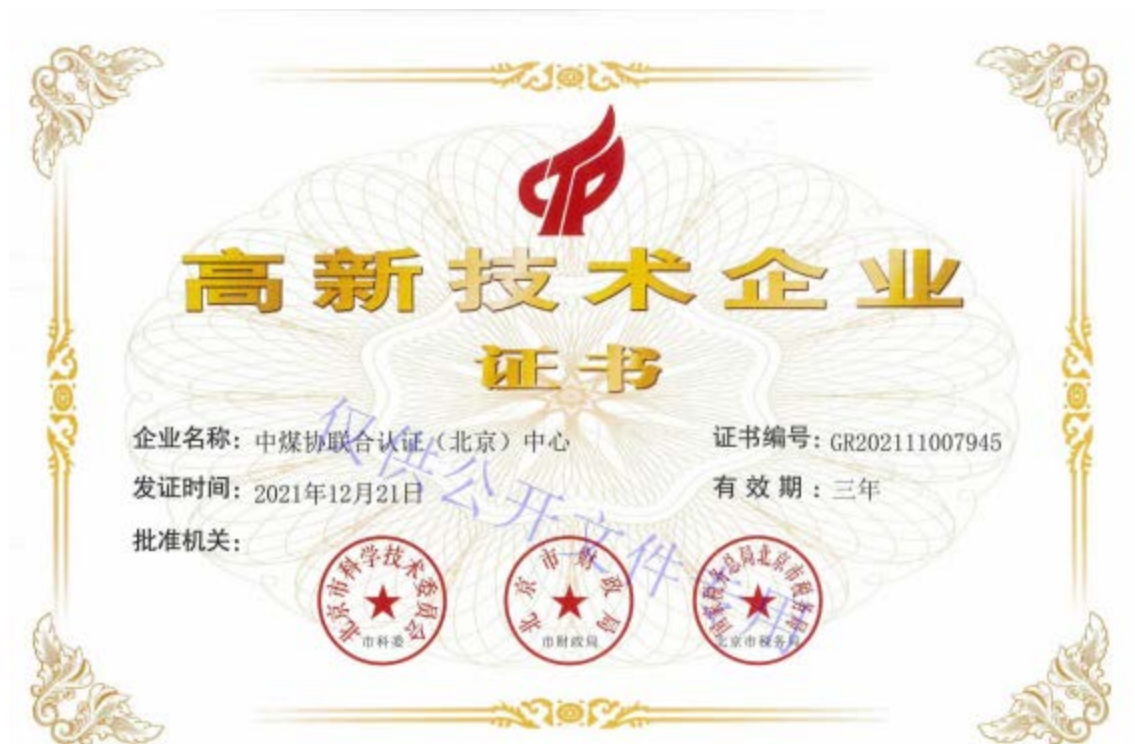 高新技术企业
证书
企业名称：中煤协联合认证（北京）中心
证书编号：GR202111007945
发证时间：2021年12月21日
有效期：三年
批准机关：
北京市科学技术委员会
市科委
北京市财政局
市财政局
国家税务总局北京市税务局
北京市税务局
仅供公开文件使用